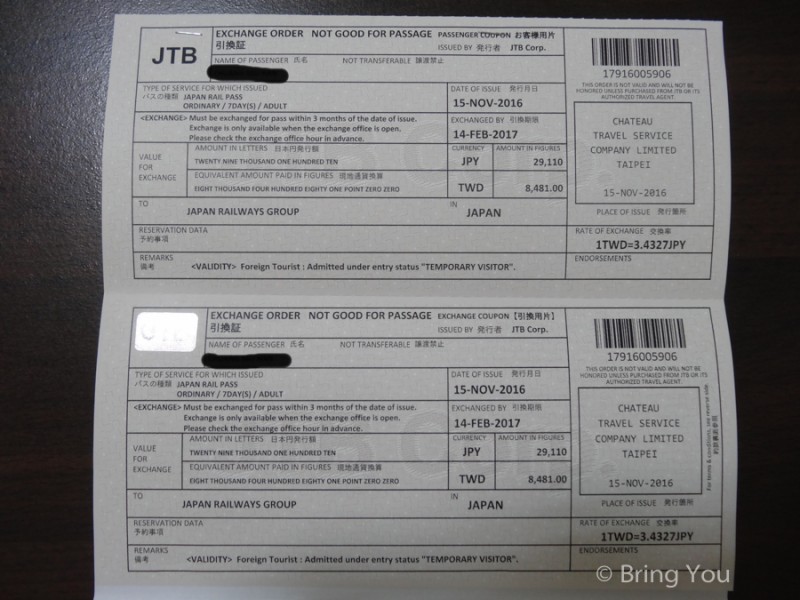 JTB
EXCHANGE ORDER NOT GOOD FOR PASSAGE PASSENGER COUPON お客様用片
引換証 ISSUED BY 発行者 JTB Corp.
NAME OF PASSENGER 氏名 NOT TRANSFERABLE 譲渡禁止
17916005906
THIS ORDER IS NOT VALID AND WILL NOT BE
HONORED UNLESS PURCHASED FROM JTB OR ITS
AUTHORIZED TRAVEL AGENT.
TYPE OF SERVICE FOR WHICH ISSUED
パスの種類 JAPAN RAIL PASS
ORDINARY / 7DAY(S) / ADULT
DATE OF ISSUE 発行月日
15-NOV-2016
<EXCHANGE> Must be exchanged for pass within 3 months of the date of issue.
Exchange is only available when the exchange office is open.
Please check the exchange office hour in advance.
EXCHANGED BY 引換期限
14-FEB-2017
CHATEAU
TRAVEL SERVICE
COMPANY LIMITED
TAIPEI
15-NOV-2016
PLACE OF ISSUE 発行箇所
VALUE
FOR
EXCHANGE
AMOUNT IN LETTERS 日本円発行額 CURRENCY AMOUNT IN FIGURES
TWENTY NINE THOUSAND ONE HUNDRED TEN JPY 29,110
EQUIVALENT AMOUNT PAID IN FIGURES 現地通貨換算
EIGHT THOUSAND FOUR HUNDRED EIGHTY ONE POINT ZERO ZERO TWD 8,481.00
TO IN
JAPAN RAILWAYS GROUP JAPAN
RESERVATION DATA
予約事項
RATE OF EXCHANGE 交換率
1TWD=3.4327JPY
REMARKS
備考 <VALIDITY> Foreign Tourist : Admitted under entry status "TEMPORARY VISITOR".
ENDORSEMENTS
EXCHANGE ORDER NOT GOOD FOR PASSAGE EXCHANGE COUPON【引換用片】
引換証 ISSUED BY 発行者 JTB Corp.
NAME OF PASSENGER 氏名 NOT TRANSFERABLE 譲渡禁止
17916005906
THIS ORDER IS NOT VALID AND WILL NOT BE
HONORED UNLESS PURCHASED FROM JTB OR ITS
AUTHORIZED TRAVEL AGENT.
TYPE OF SERVICE FOR WHICH ISSUED
パスの種類 JAPAN RAIL PASS
ORDINARY / 7DAY(S) / ADULT
DATE OF ISSUE 発行月日
15-NOV-2016
<EXCHANGE> Must be exchanged for pass within 3 months of the date of issue.
Exchange is only available when the exchange office is open.
Please check the exchange office hour in advance.
EXCHANGED BY 引換期限
14-FEB-2017
CHATEAU
TRAVEL SERVICE
COMPANY LIMITED
TAIPEI
15-NOV-2016
PLACE OF ISSUE 発行箇所
For terms & conditions, see reverse side
VALUE
FOR
EXCHANGE
AMOUNT IN LETTERS 日本円発行額 CURRENCY AMOUNT IN FIGURES
TWENTY NINE THOUSAND ONE HUNDRED TEN JPY 29,110
EQUIVALENT AMOUNT PAID IN FIGURES 現地通貨換算
EIGHT THOUSAND FOUR HUNDRED EIGHTY ONE POINT ZERO ZERO TWD 8,481.00
TO IN
JAPAN RAILWAYS GROUP JAPAN
RESERVATION DATA
予約事項
RATE OF EXCHANGE 交換率
1TWD=3.4327JPY
REMARKS
備考 <VALIDITY> Foreign Tourist : Admitted under entry status "TEMPORARY VISITOR".
ENDORSEMENTS
© Bring You